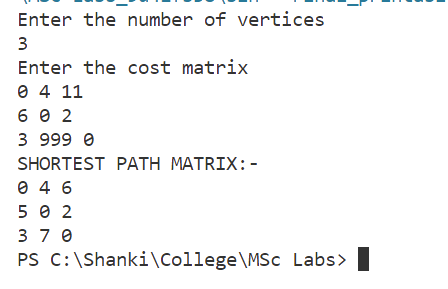 Enter the number of vertices
3
Enter the cost matrix
0 4 11
6 0 2
3 999 0
SHORTEST PATH MATRIX:-
0 4 6
5 0 2
3 7 0
PS C:\Shanki\College\MSc Labs>